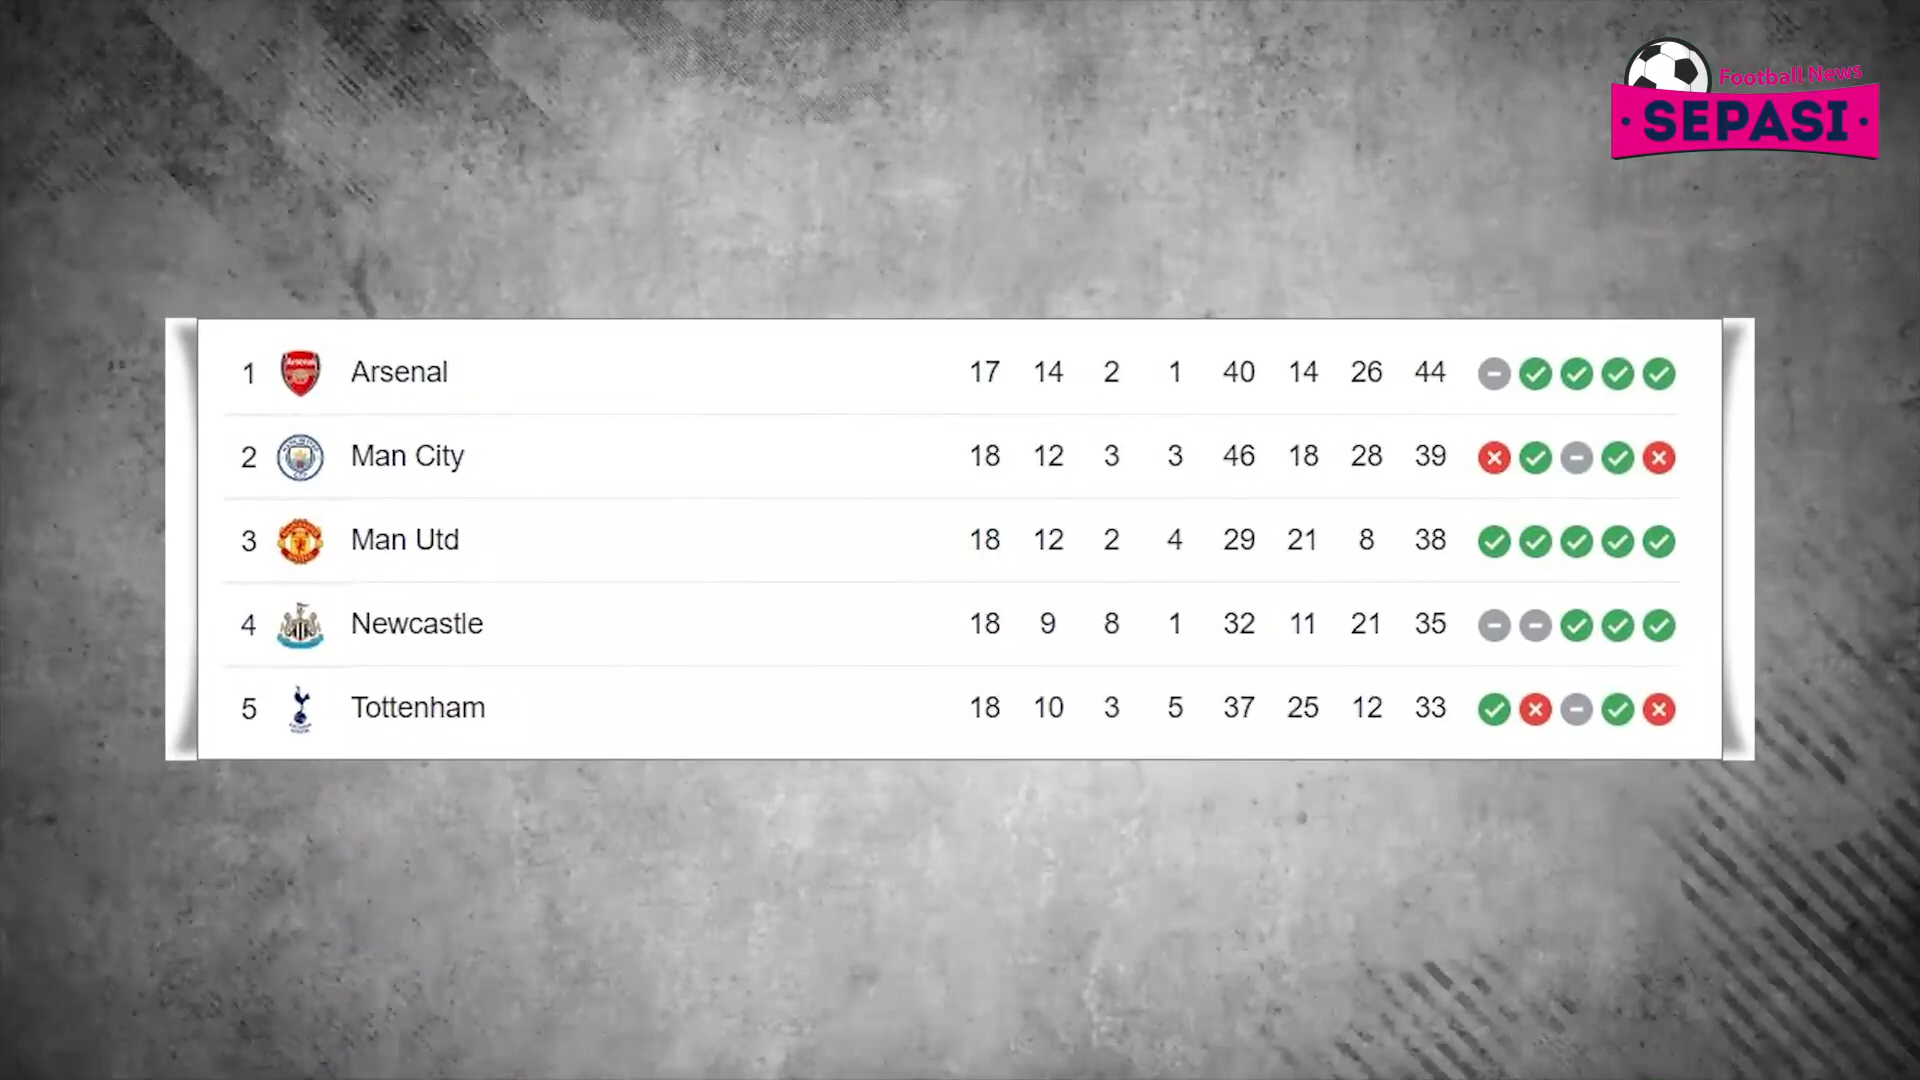 Football News
SEPASI
1 Arsenal 17 14 2 1 40 14 26 44
2 Man City 18 12 3 3 46 18 28 39
3 Man Utd 18 12 2 4 29 21 8 38
4 Newcastle 18 9 8 1 32 11 21 35
5 Tottenham 18 10 3 5 37 25 12 33